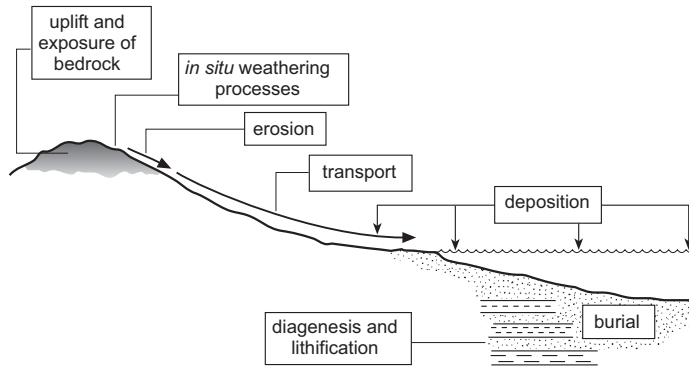 uplift and
exposure of
bedrock
in situ weathering
processes
erosion
transport
deposition
burial
diagenesis and
lithification